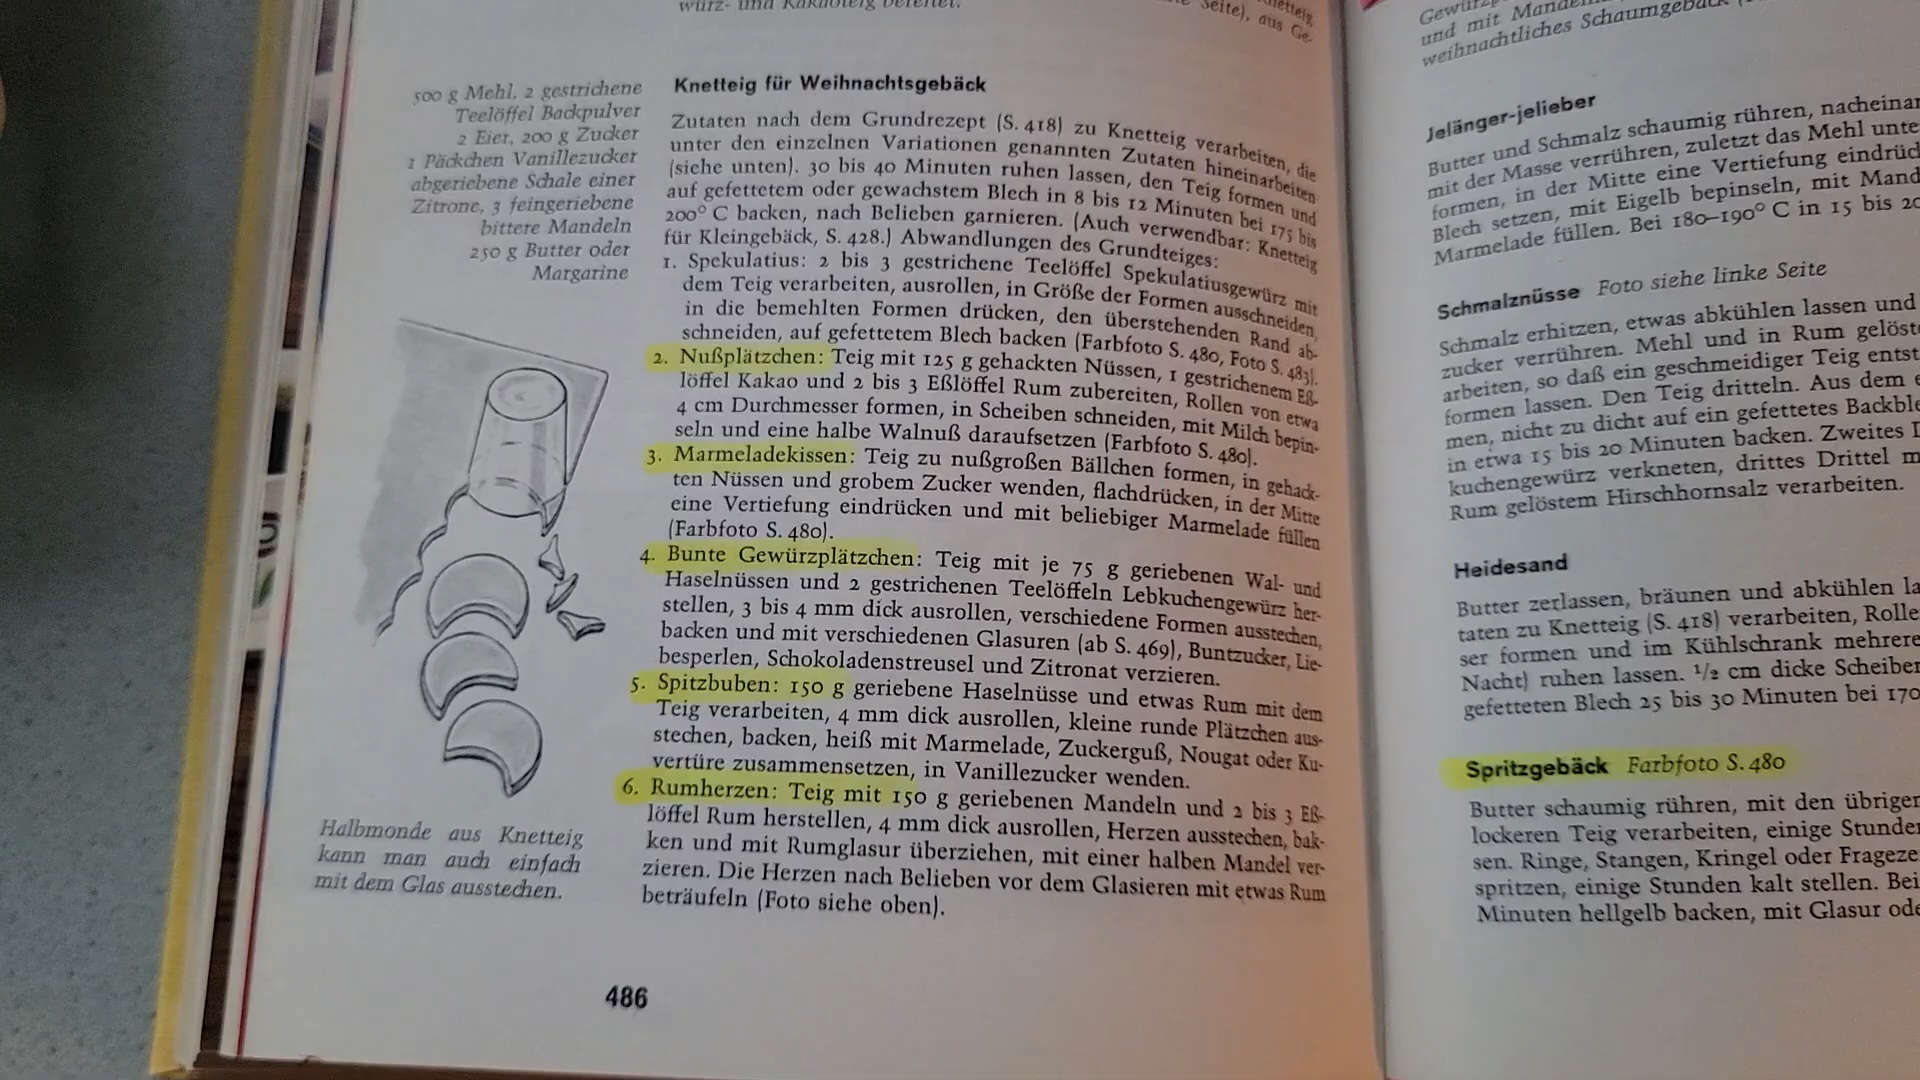 würz- und Kakaoteig bereitet.
Seite), aus Ge-
Knetteig
500 g Mehl, 2 gestrichene
Teelöffel Backpulver
2 Eier, 200 g Zucker
1 Päckchen Vanillezucker
abgeriebene Schale einer
Zitrone, 3 feingeriebene
bittere Mandeln
250 g Butter oder
Margarine
Knetteig für Weihnachtsgebäck
Zutaten nach dem Grundrezept (S. 418) zu Knetteig verarbeiten, die
unter den einzelnen Variationen genannten Zutaten hineinarbeiten
(siehe unten). 30 bis 40 Minuten ruhen lassen, den Teig formen und
auf gefettetem oder gewachstem Blech in 8 bis 12 Minuten bei 175 bis
200° C backen, nach Belieben garnieren. (Auch verwendbar: Knetteig
für Kleingebäck, S. 428.) Abwandlungen des Grundteiges:
1. Spekulatius: 2 bis 3 gestrichene Teelöffel Spekulatiusgewürz mit
dem Teig verarbeiten, ausrollen, in Größe der Formen ausschneiden,
in die bemehlten Formen drücken, den überstehenden Rand ab-
schneiden, auf gefettetem Blech backen (Farbfoto S. 480, Foto S. 483).
2. Nußplätzchen: Teig mit 125 g gehackten Nüssen, 1 gestrichenem Eß-
löffel Kakao und 2 bis 3 Eßlöffel Rum zubereiten, Rollen von etwa
4 cm Durchmesser formen, in Scheiben schneiden, mit Milch bepin-
seln und eine halbe Walnuß daraufsetzen (Farbfoto S. 480).
3. Marmeladekissen: Teig zu nußgroßen Bällchen formen, in gehack-
ten Nüssen und grobem Zucker wenden, flachdrücken, in der Mitte
eine Vertiefung eindrücken und mit beliebiger Marmelade füllen
(Farbfoto S. 480).
4. Bunte Gewürzplätzchen: Teig mit je 75 g geriebenen Wal- und
Haselnüssen und 2 gestrichenen Teelöffeln Lebkuchengewürz her-
stellen, 3 bis 4 mm dick ausrollen, verschiedene Formen ausstechen,
backen und mit verschiedenen Glasuren (ab S. 469), Buntzucker, Lie-
besperlen, Schokoladenstreusel und Zitronat verzieren.
5. Spitzbuben: 150 g geriebene Haselnüsse und etwas Rum mit dem
Teig verarbeiten, 4 mm dick ausrollen, kleine runde Plätzchen aus-
stechen, backen, heiß mit Marmelade, Zuckerguß, Nougat oder Ku-
vertüre zusammensetzen, in Vanillezucker wenden.
6. Rumherzen: Teig mit 150 g geriebenen Mandeln und 2 bis 3 Eß-
löffel Rum herstellen, 4 mm dick ausrollen, Herzen ausstechen, bak-
ken und mit Rumglasur überziehen, mit einer halben Mandel ver-
zieren. Die Herzen nach Belieben vor dem Glasieren mit etwas Rum
beträufeln (Foto siehe oben).
Halbmonde aus Knetteig
kann man auch einfach
mit dem Glas ausstechen.
486
und mit
weihnachtliches Schaumgebäck
Jelänger-jelieber
Butter und Schmalz schaumig rühren, nacheinan
mit der Masse verrühren, zuletzt das Mehl unte
formen, in der Mitte eine Vertiefung eindrüc
Blech setzen, mit Eigelb bepinseln, mit Mand
Marmelade füllen. Bei 180–190° C in 15 bis 20
Schmalznüsse Foto siehe linke Seite
Schmalz erhitzen, etwas abkühlen lassen und
zucker verrühren. Mehl und in Rum gelöst
arbeiten, so daß ein geschmeidiger Teig entst
formen lassen. Den Teig dritteln. Aus dem
men, nicht zu dicht auf ein gefettetes Backble
in etwa 15 bis 20 Minuten backen. Zweites
kuchengewürz verkneten, drittes Drittel m
Rum gelöstem Hirschhornsalz verarbeiten.
Heidesand
Butter zerlassen, bräunen und abkühlen la
taten zu Knetteig (S. 418) verarbeiten, Rolle
ser formen und im Kühlschrank mehrere
Nacht) ruhen lassen. 1/2 cm dicke Scheiben
gefetteten Blech 25 bis 30 Minuten bei 170
Spritzgebäck Farbfoto S. 480
Butter schaumig rühren, mit den übrigen
lockeren Teig verarbeiten, einige Stunden
sen. Ringe, Stangen, Kringel oder Frageze
spritzen, einige Stunden kalt stellen. Bei
Minuten hellgelb backen, mit Glasur ode